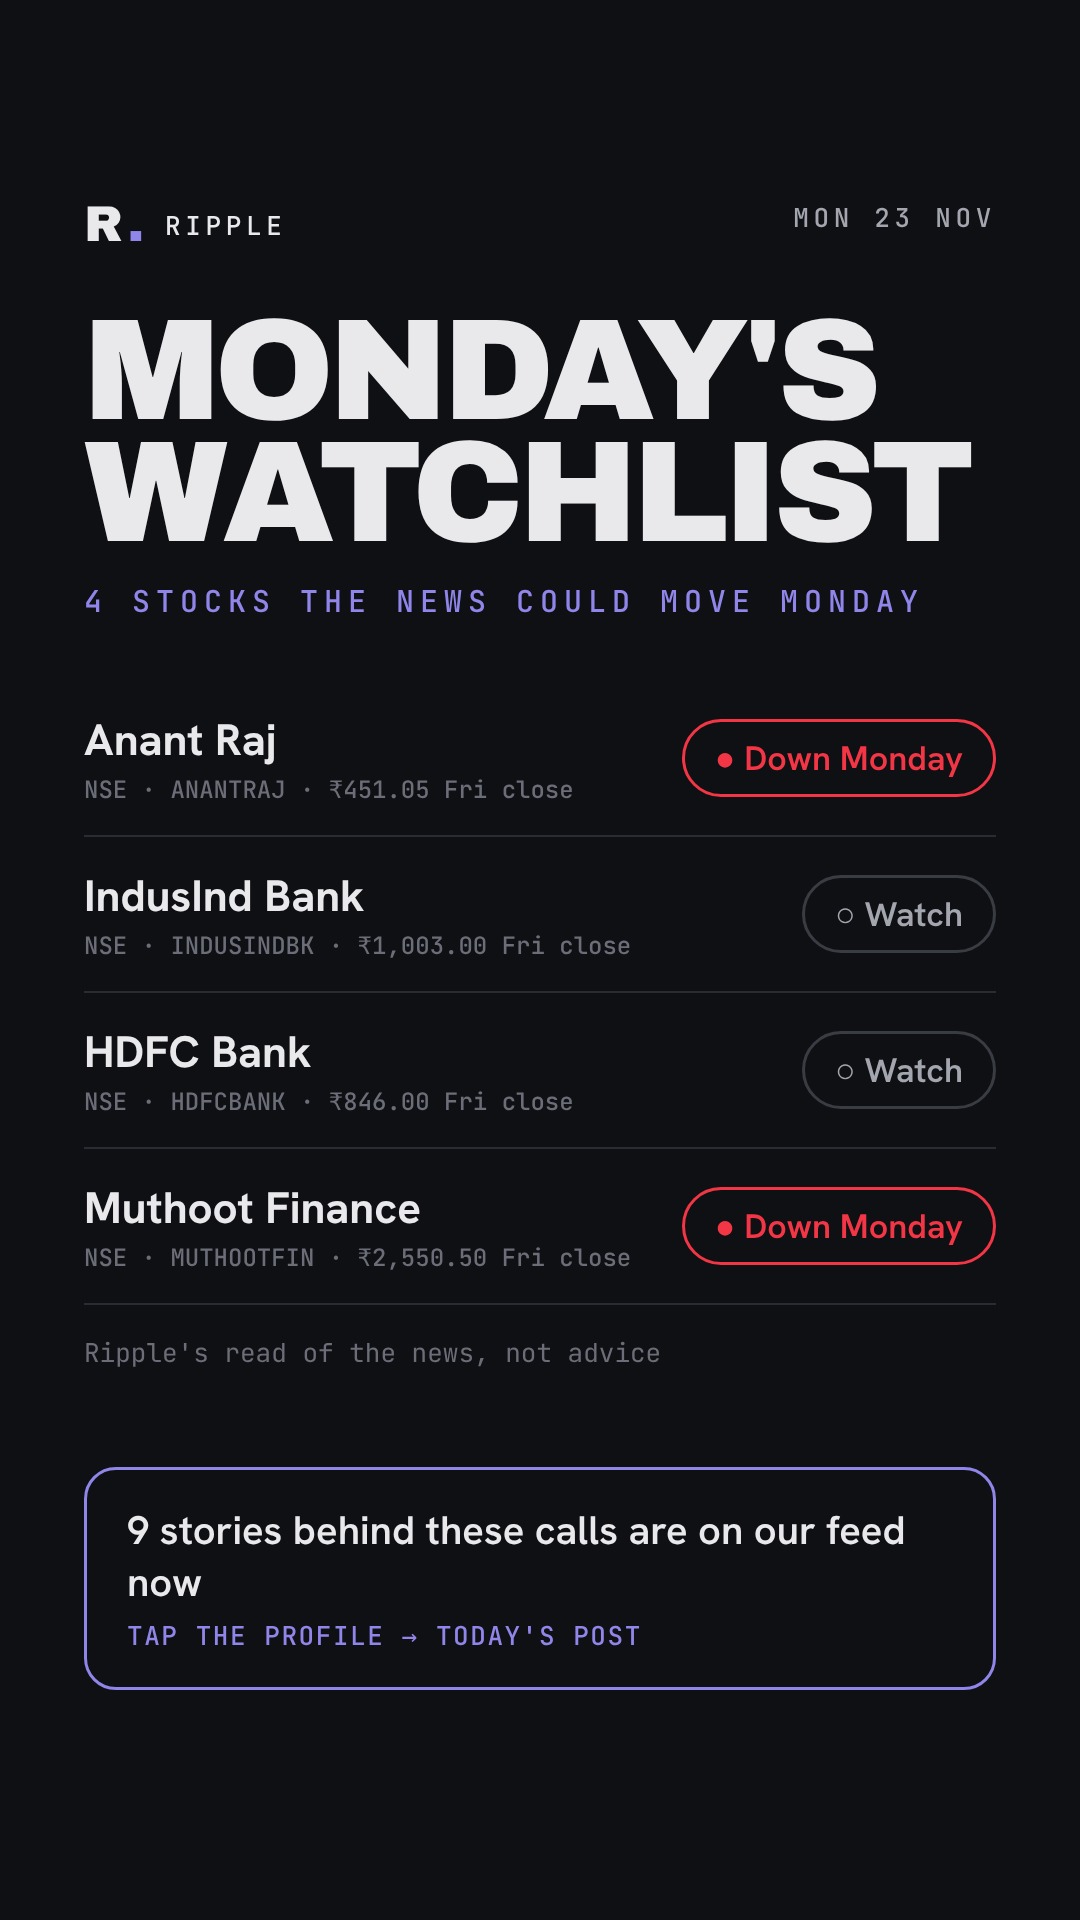 R. RIPPLE
MON 23 NOV
MONDAY'S
WATCHLIST
4 STOCKS THE NEWS COULD MOVE MONDAY
Anant Raj
● Down Monday
NSE · ANANTRAJ · ₹451.05 Fri close
IndusInd Bank
○ Watch
NSE · INDUSINDBK · ₹1,003.00 Fri close
HDFC Bank
○ Watch
NSE · HDFCBANK · ₹846.00 Fri close
Muthoot Finance
● Down Monday
NSE · MUTHOOTFIN · ₹2,550.50 Fri close
Ripple's read of the news, not advice
9 stories behind these calls are on our feed
now
TAP THE PROFILE → TODAY'S POST